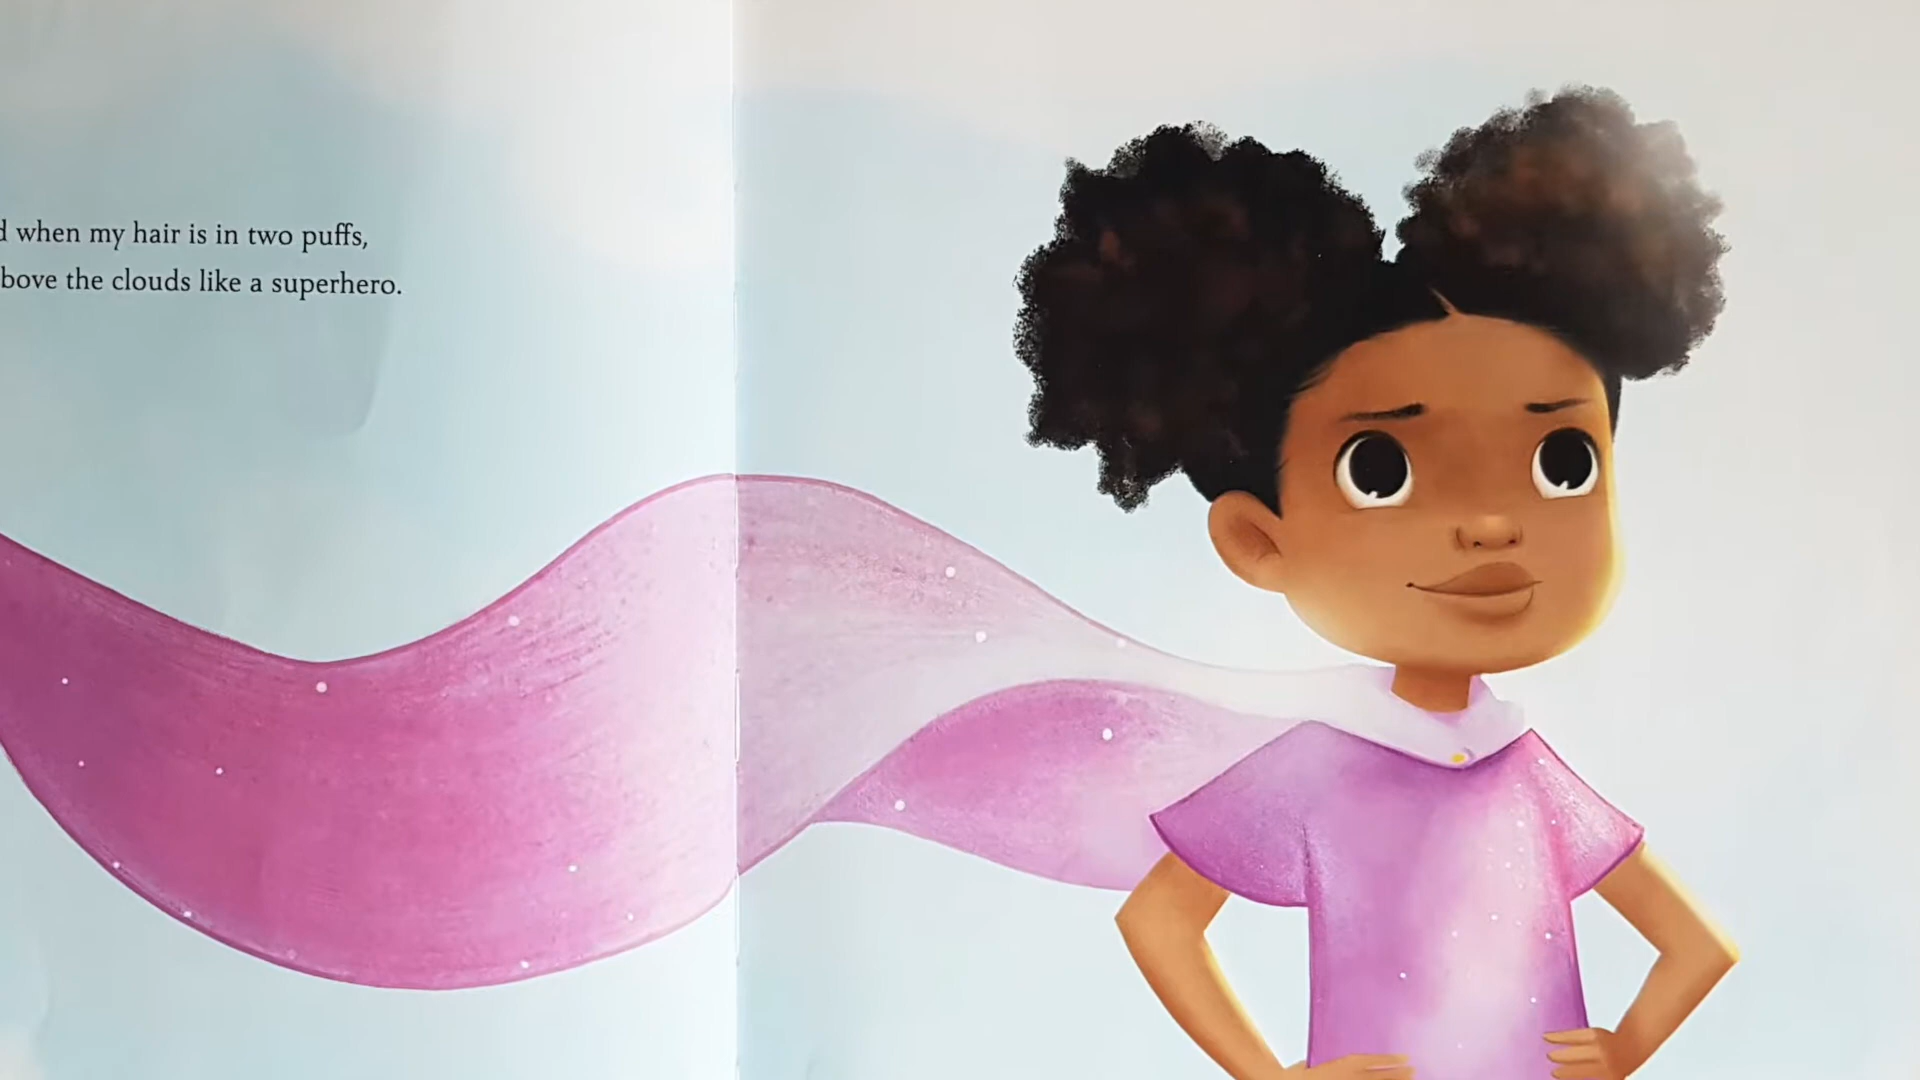 when my hair is in two puffs,
bove the clouds like a superhero.